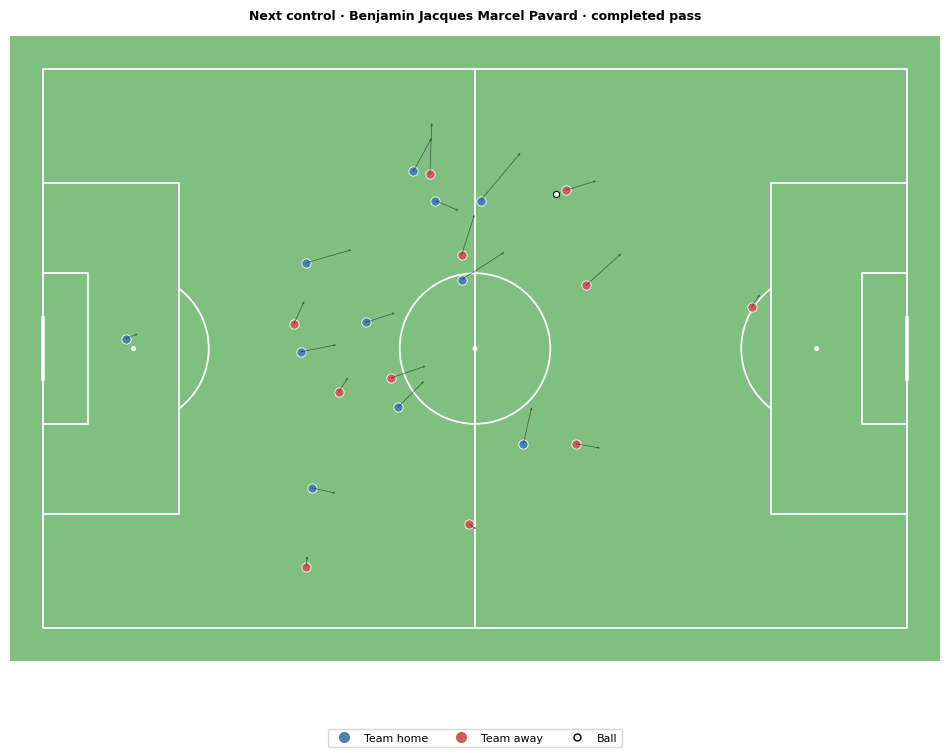 Next control · Benjamin Jacques Marcel Pavard · completed pass
Team home
Team away
Ball